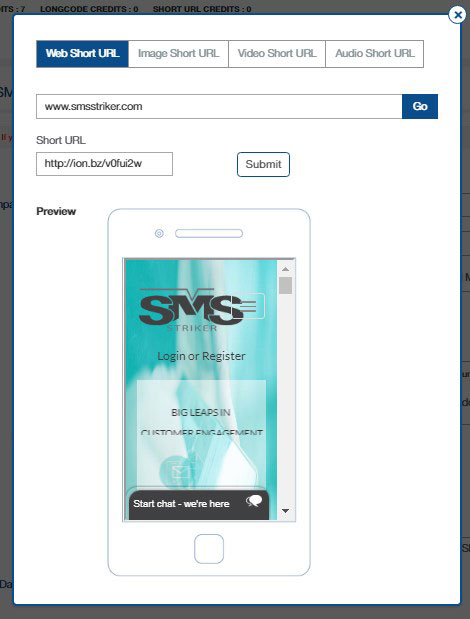 ITS : 7 LONGCODE CREDITS : 0 SHORT URL CREDITS : 0
Web Short URL Image Short URL Video Short URL Audio Short URL
www.smsstriker.com Go
Short URL
http://ion.bz/v0fui2w Submit
Preview
SMS
STRIKER
Login or Register
BIG LEAPS IN
CUSTOMER ENGAGEMENT
Start chat - we're here